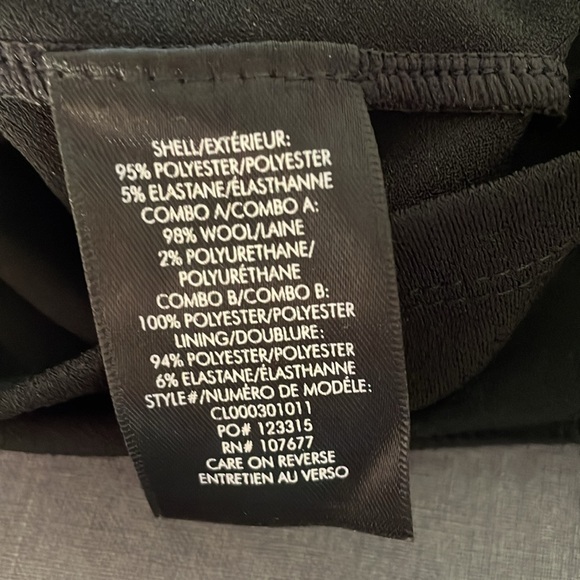 SHELL/EXTÉRIEUR:
95% POLYESTER/POLYESTER
5% ELASTANE/ÉLASTHANNE
COMBO A/COMBO A:
98% WOOL/LAINE
2% POLYURETHANE/
POLYURÉTHANE
COMBO B/COMBO B:
100% POLYESTER/POLYESTER
LINING/DOUBLURE:
94% POLYESTER/POLYESTER
6% ELASTANE/ÉLASTHANNE
STYLE#/NUMÉRO DE MODÉLE:
CL000301011
PO# 123315
RN# 107677
CARE ON REVERSE
ENTRETIEN AU VERSO